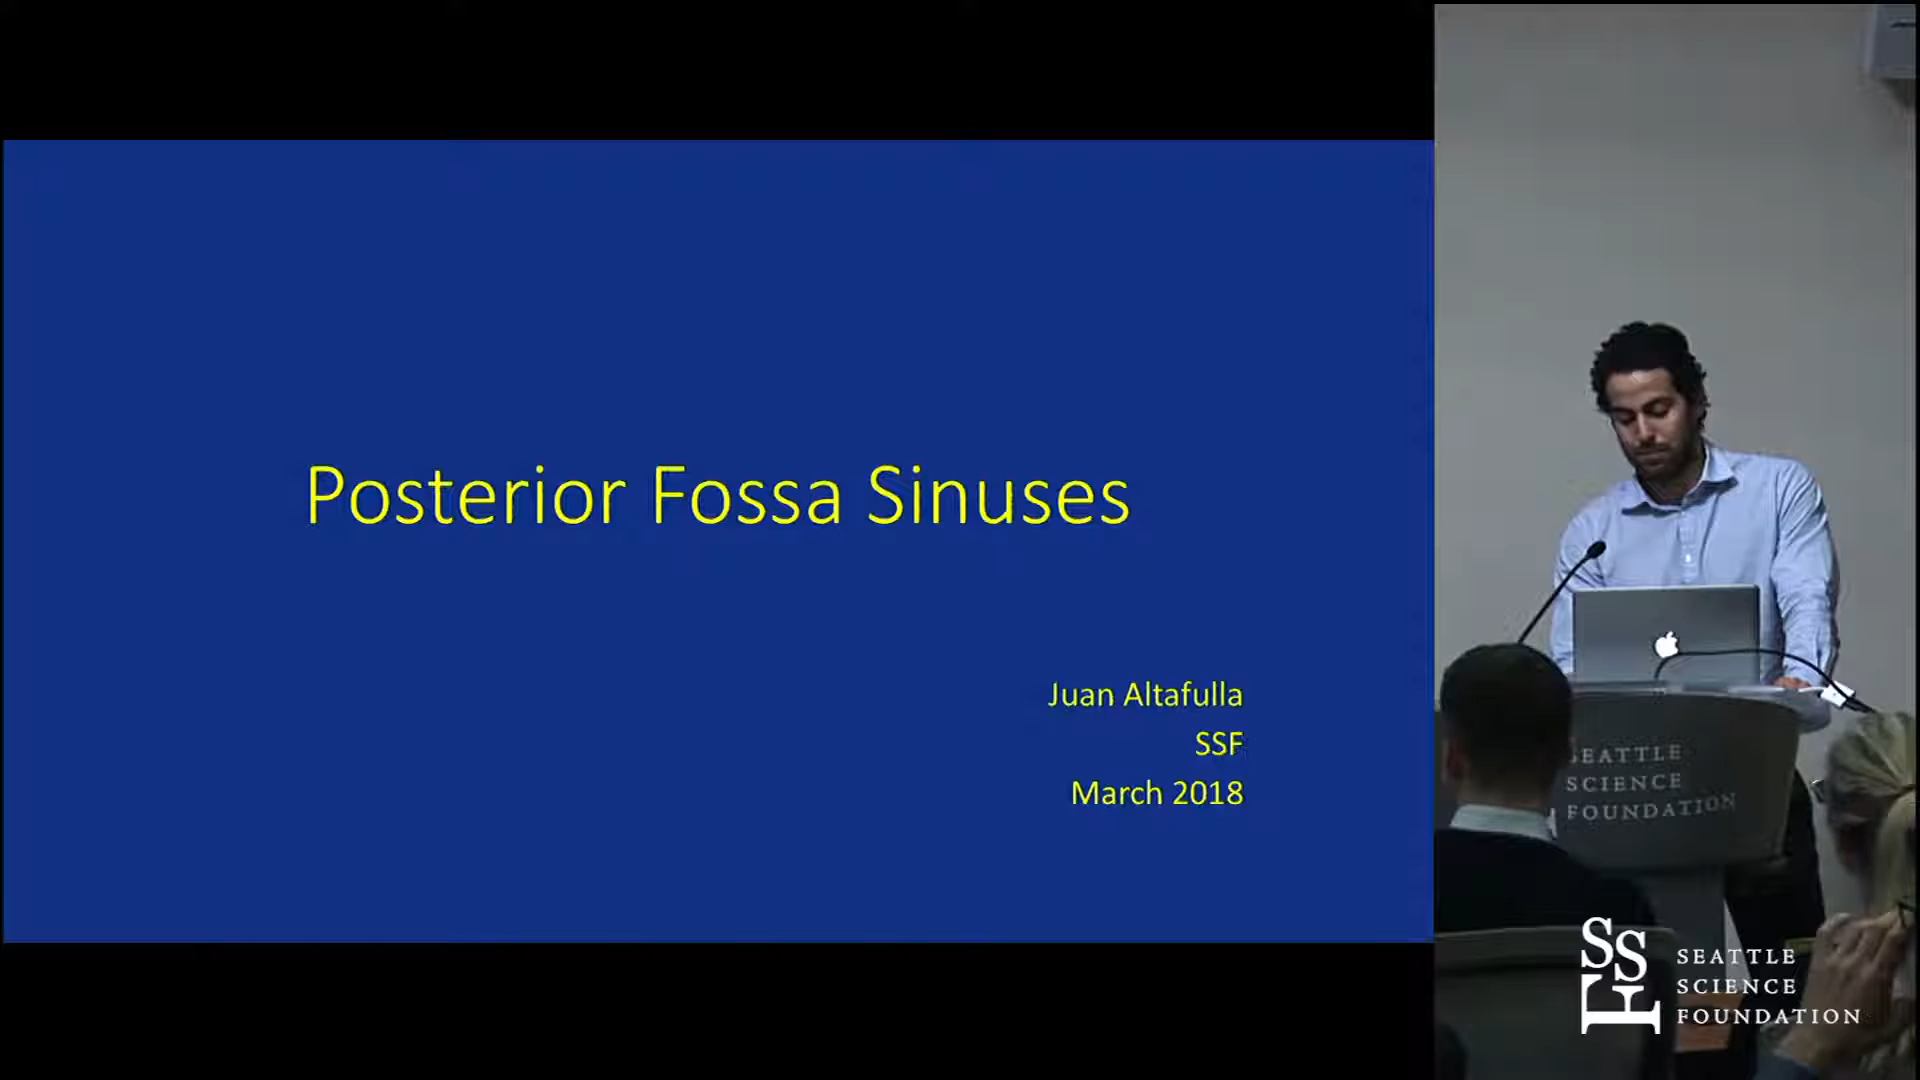 Posterior Fossa Sinuses
Juan Altafulla
SSF
March 2018
SEATTLE
SCIENCE
FOUNDATION
SSF
SEATTLE
SCIENCE
FOUNDATION